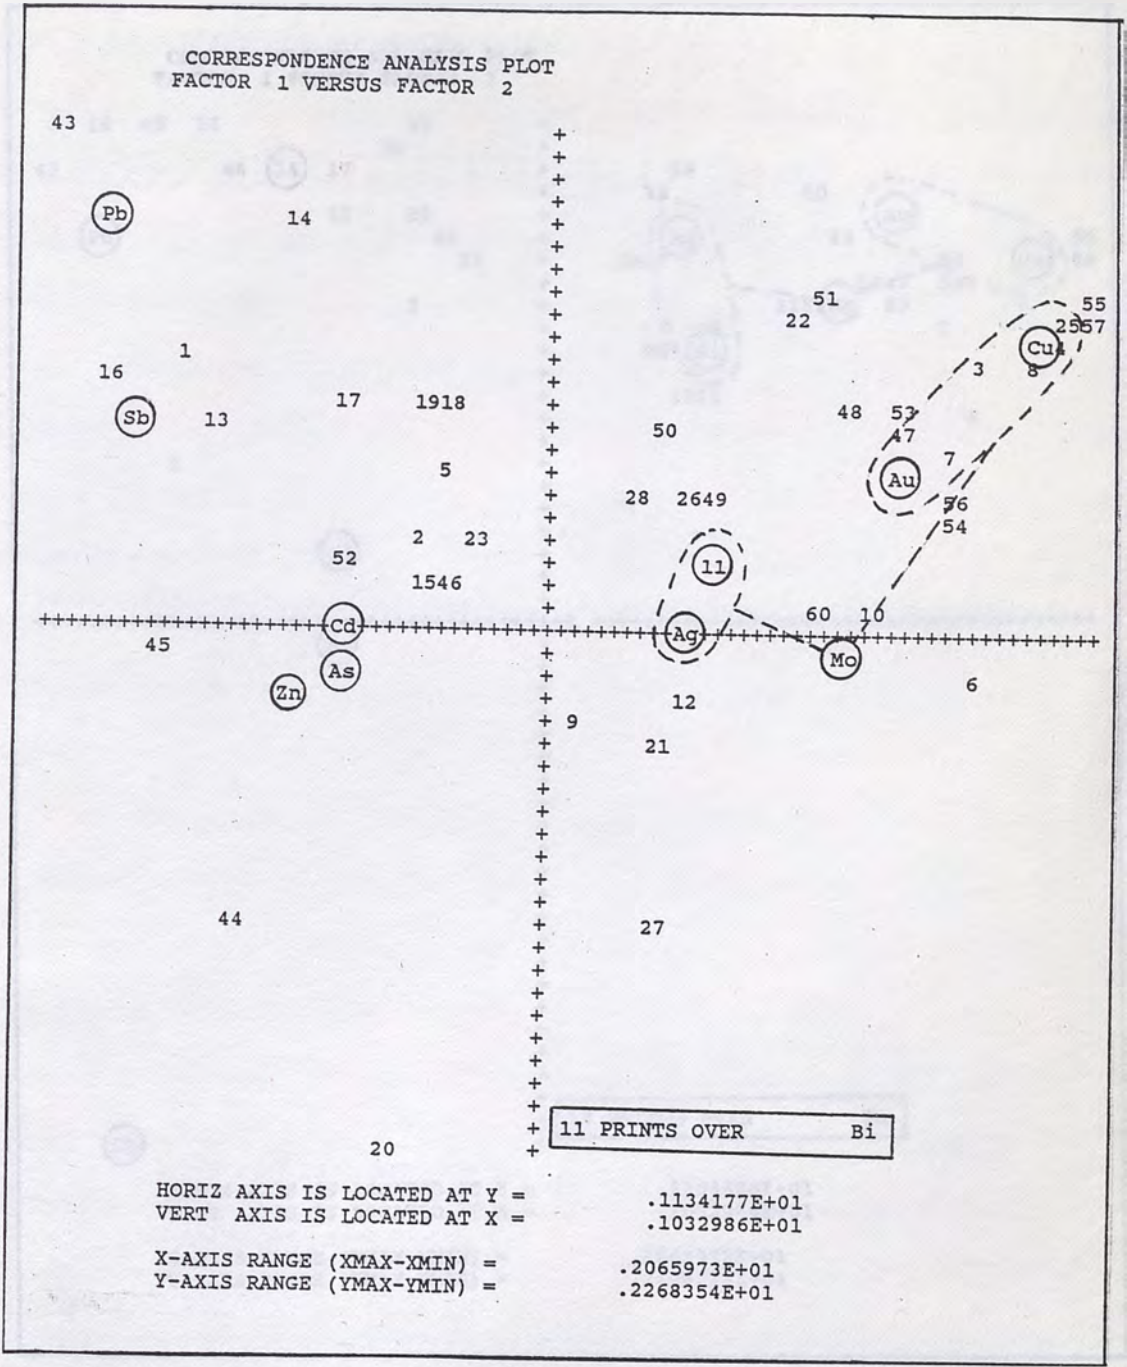 CORRESPONDENCE ANALYSIS PLOT
FACTOR 1 VERSUS FACTOR 2
43
Pb
14
51
55
22
2557
1
Cu4
16
3
8
17
1918
Sb
13
48
53
50
47
5
7
Au
28
2649
56
2
23
54
52
11
1546
60
10
Cd
Ag
45
As
Mo
Zn
6
12
9
21
44
27
11 PRINTS OVER Bi
20
HORIZ AXIS IS LOCATED AT Y = .1134177E+01
VERT AXIS IS LOCATED AT X = .1032986E+01
X-AXIS RANGE (XMAX-XMIN) = .2065973E+01
Y-AXIS RANGE (YMAX-YMIN) = .2268354E+01